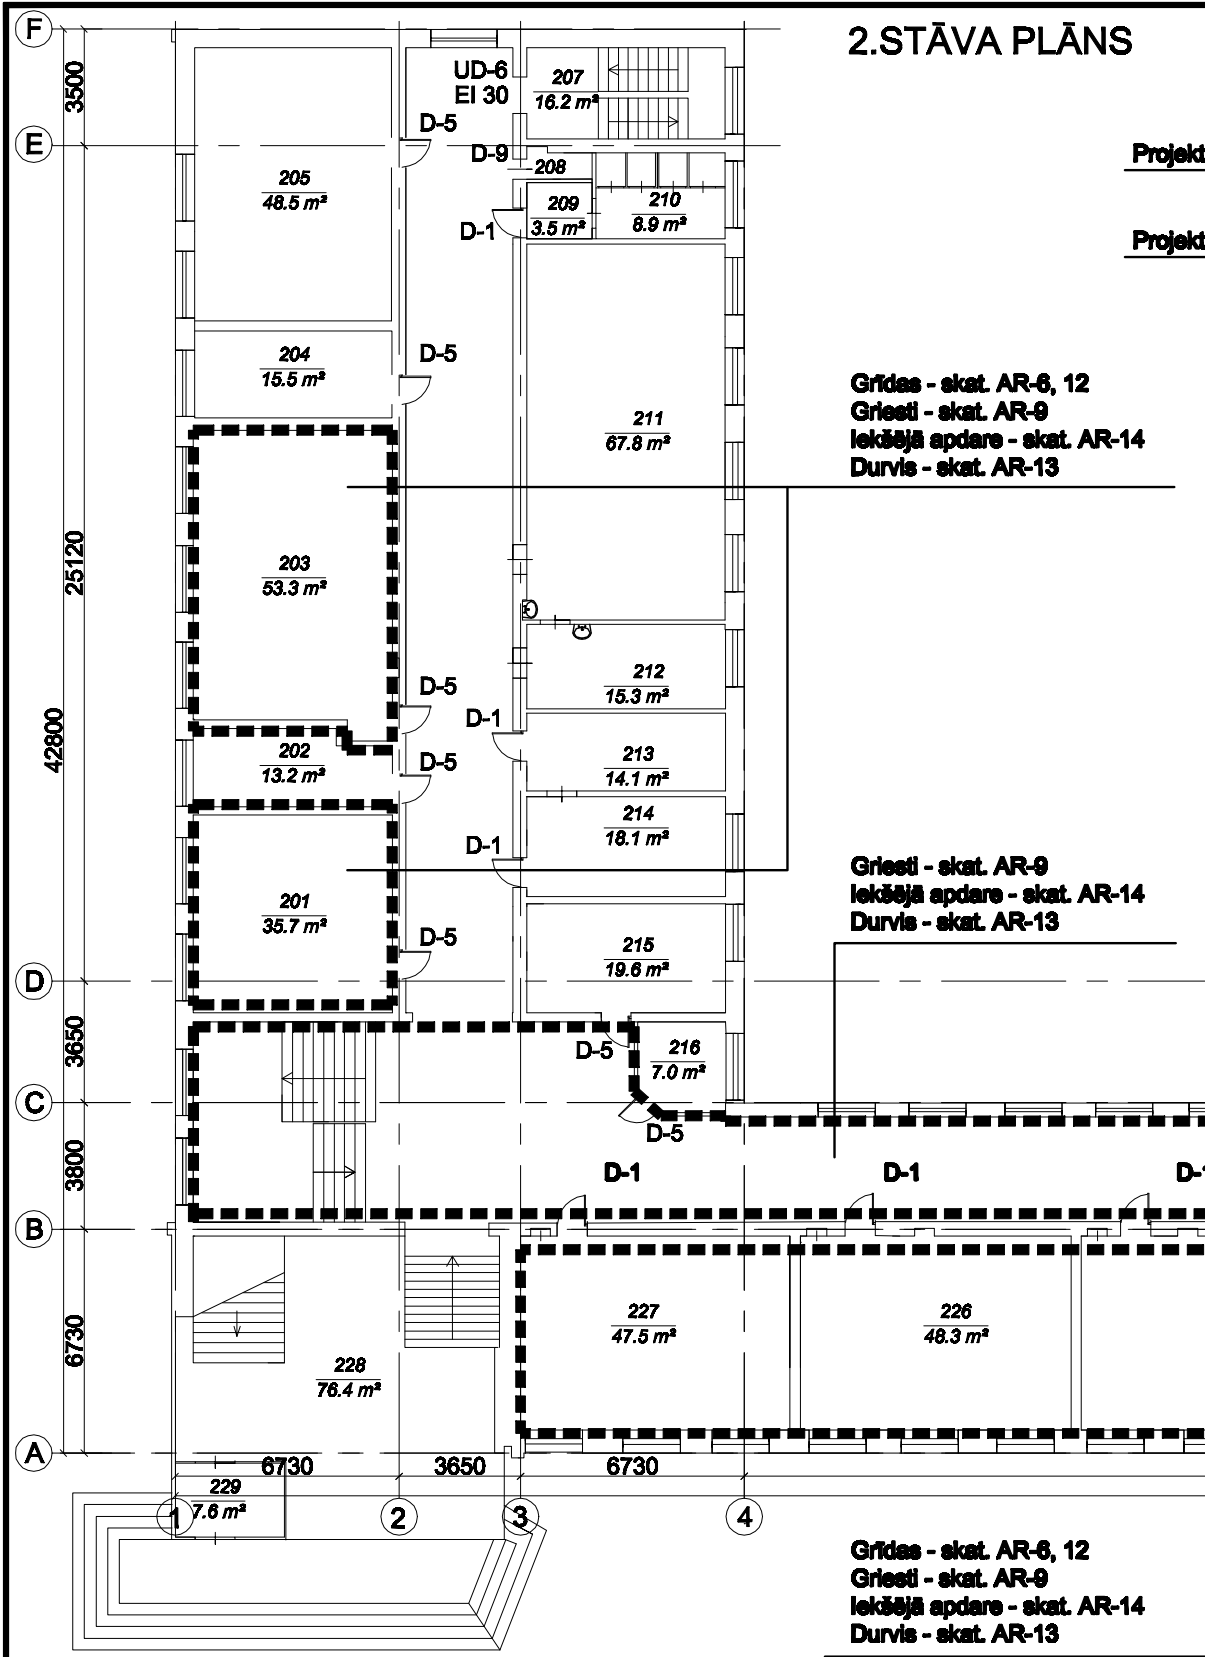 2.STĀVA PLĀNS
F
3500
E
25120
42800
D
3650
C
3800
B
6730
A
UD-6
EI 30
207
16.2 m²
D-5
D-9
208
205
48.5 m²
209
3.5 m²
210
8.9 m²
D-1
Projekt
Projekt
204
15.5 m²
D-5
211
67.8 m²
Grīdas - skat. AR-6, 12
Griesti - skat. AR-9
Iekšējā apdare - skat. AR-14
Durvis - skat. AR-13
203
53.3 m²
D-5
212
15.3 m²
D-1
202
13.2 m²
D-5
213
14.1 m²
214
18.1 m²
D-1
201
35.7 m²
D-5
215
19.6 m²
Griesti - skat. AR-9
Iekšējā apdare - skat. AR-14
Durvis - skat. AR-13
D-5
216
7.0 m²
D-5
D-1
D-1
D-1
227
47.5 m²
226
48.3 m²
228
76.4 m²
6730
3650
6730
229
7.6 m²
1
2
3
4
Grīdas - skat. AR-6, 12
Griesti - skat. AR-9
Iekšējā apdare - skat. AR-14
Durvis - skat. AR-13